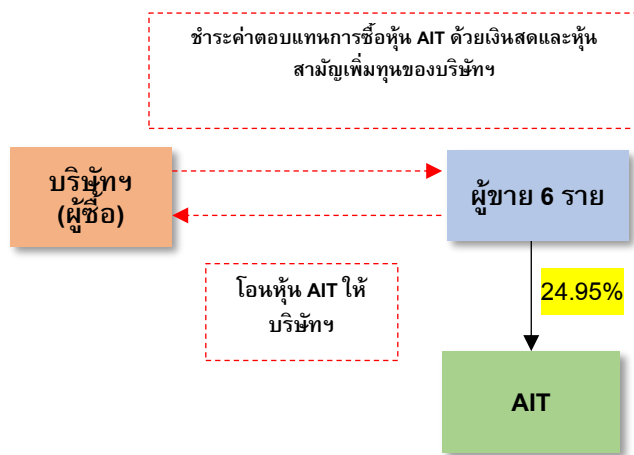 ชำระค่าตอบแทนการซื้อหุ้น AIT ด้วยเงินสดและหุ้น
สามัญเพิ่มทุนของบริษัทฯ
บริษัทฯ
(ผู้ซื้อ)
ผู้ขาย 6 ราย
โอนหุ้น AIT ให้
บริษัทฯ
24.95%
AIT